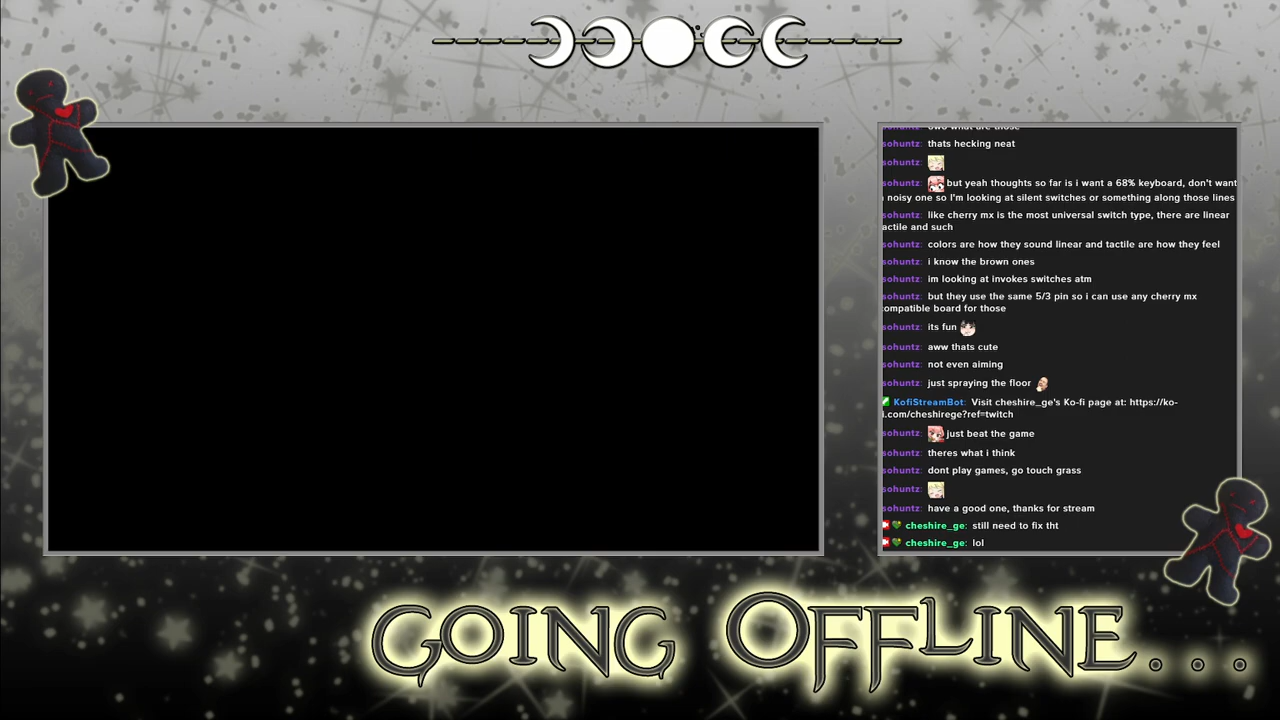 sohuntz: owo what are those
sohuntz: thats hecking neat
sohuntz:
sohuntz: but yeah thoughts so far is i want a 68% keyboard, don't want
noisy one so I'm looking at silent switches or something along those lines
sohuntz: like cherry mx is the most universal switch type, there are linear
actile and such
sohuntz: colors are how they sound linear and tactile are how they feel
sohuntz: i know the brown ones
sohuntz: im looking at invokes switches atm
sohuntz: but they use the same 5/3 pin so i can use any cherry mx
ompatible board for those
sohuntz: its fun
sohuntz: aww thats cute
sohuntz: not even aiming
sohuntz: just spraying the floor
KofiStreamBot: Visit cheshire_ge's Ko-fi page at: https://ko-
i.com/cheshirege?ref=twitch
sohuntz: just beat the game
sohuntz: theres what i think
sohuntz: dont play games, go touch grass
sohuntz:
sohuntz: have a good one, thanks for stream
cheshire_ge: still need to fix tht
cheshire_ge: lol
GOING OFFLINE...